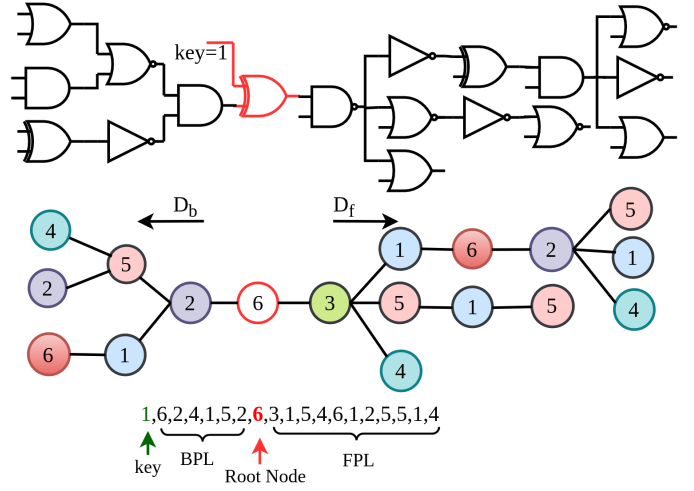 key=1
D_b
D_f
4 5 2 2 6 1 6 3 1 6 2 5 1 4 5 1 5 4
1,6,2,4,1,5,2,6,3,1,5,4,6,1,2,5,5,1,4
key
BPL
Root Node
FPL